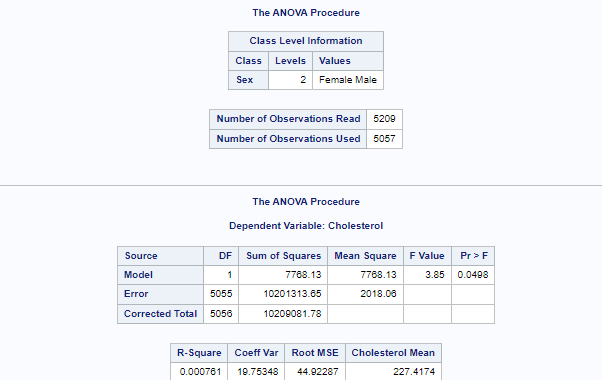 The ANOVA Procedure
Class Level Information
Class Levels Values
Sex 2 Female Male
Number of Observations Read 5209
Number of Observations Used 5057
The ANOVA Procedure
Dependent Variable: Cholesterol
Source DF Sum of Squares Mean Square F Value Pr > F
Model 1 7768.13 7768.13 3.85 0.0498
Error 5055 10201313.65 2018.06
Corrected Total 5056 10209081.78
R-Square Coeff Var Root MSE Cholesterol Mean
0.000761 19.75348 44.92287 227.4174